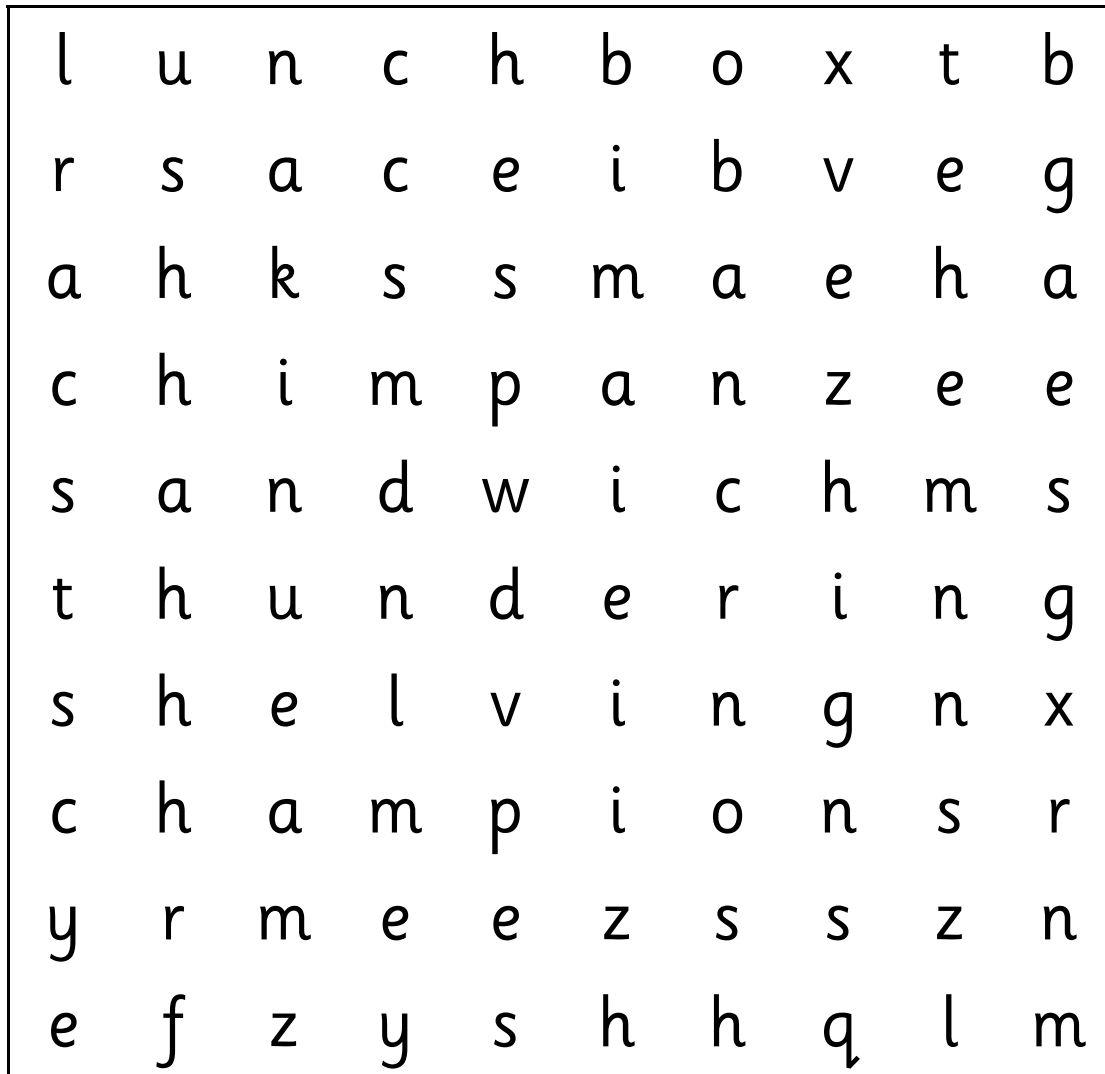 l u n c h b o x t b
r s a c e i b v e g
a h k s s m a e h a
c h i m p a n z e e
s a n d w i c h m s
t h u n d e r i n g
s h e l v i n g n x
c h a m p i o n s r
y r m e e z s s z n
e f z y s h h q l m